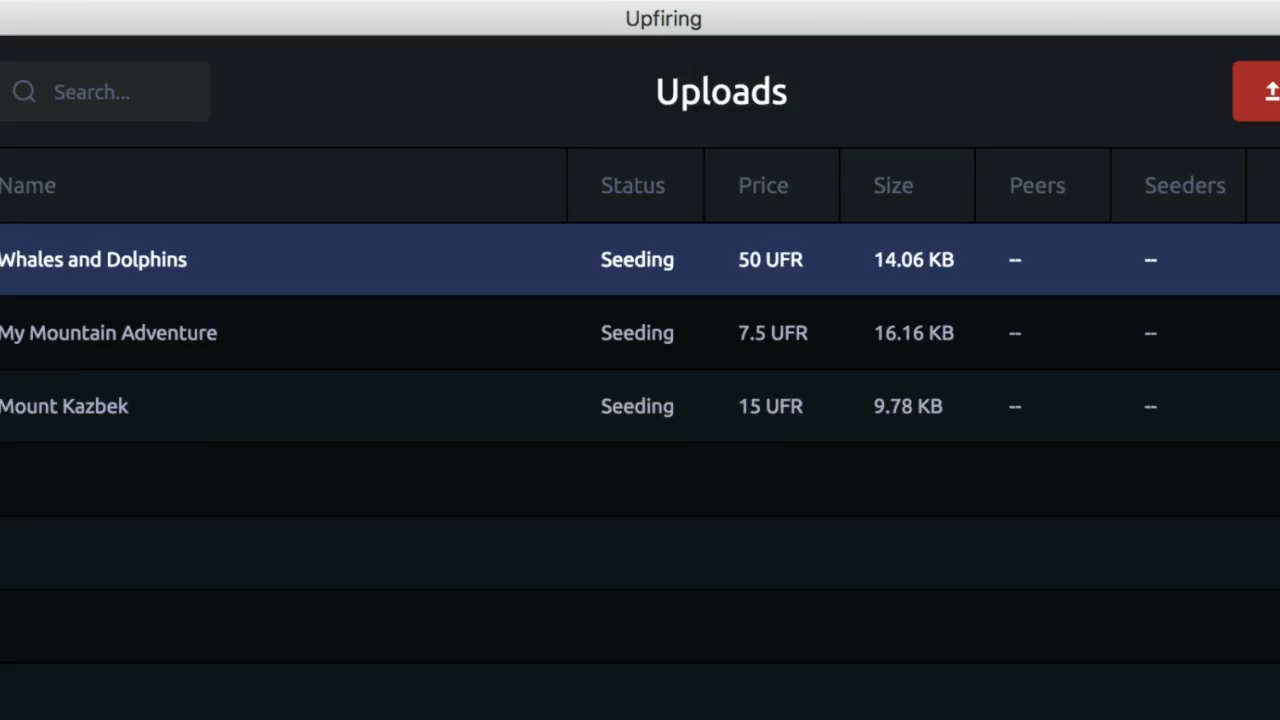 Upfiring
Search...
Uploads
Name Status Price Size Peers Seeders
Whales and Dolphins Seeding 50 UFR 14.06 KB -- --
My Mountain Adventure Seeding 7.5 UFR 16.16 KB -- --
Mount Kazbek Seeding 15 UFR 9.78 KB -- --